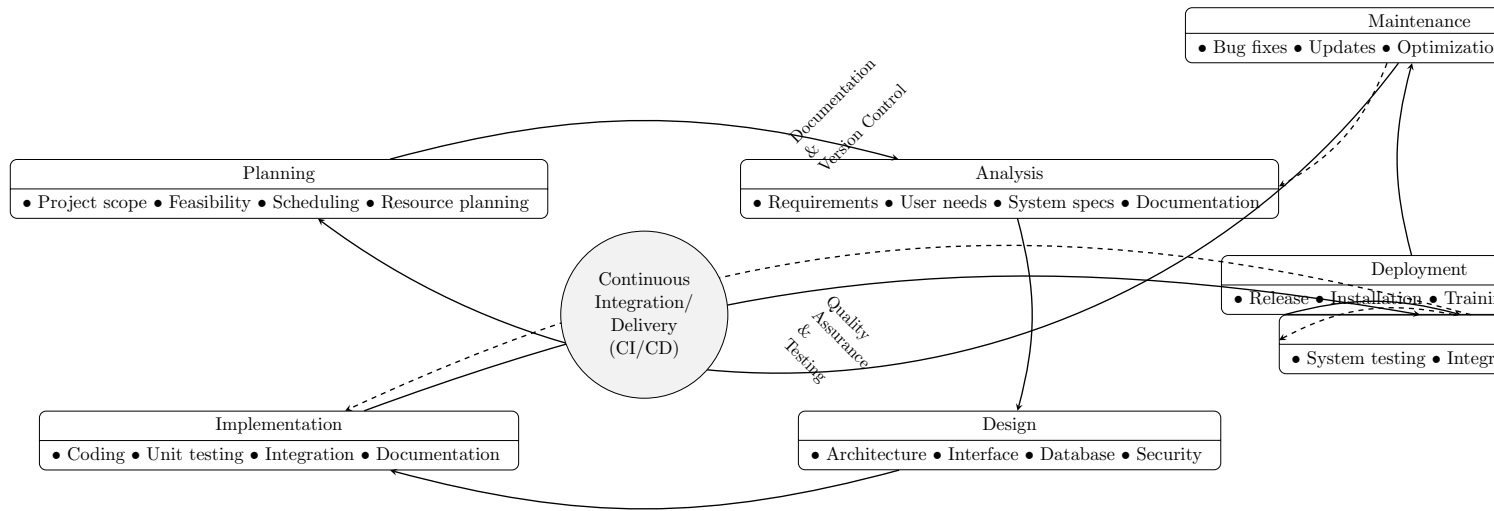 Maintenance
• Bug fixes • Updates • Optimizatio
Documentation
&
Version Control
Planning
• Project scope • Feasibility • Scheduling • Resource planning
Analysis
• Requirements • User needs • System specs • Documentation
Continuous
Integration/
Delivery
(CI/CD)
Quality
Assurance
&
Testing
Deployment
• Release • Installation • Traini
• System testing • Integr
Implementation
• Coding • Unit testing • Integration • Documentation
Design
• Architecture • Interface • Database • Security